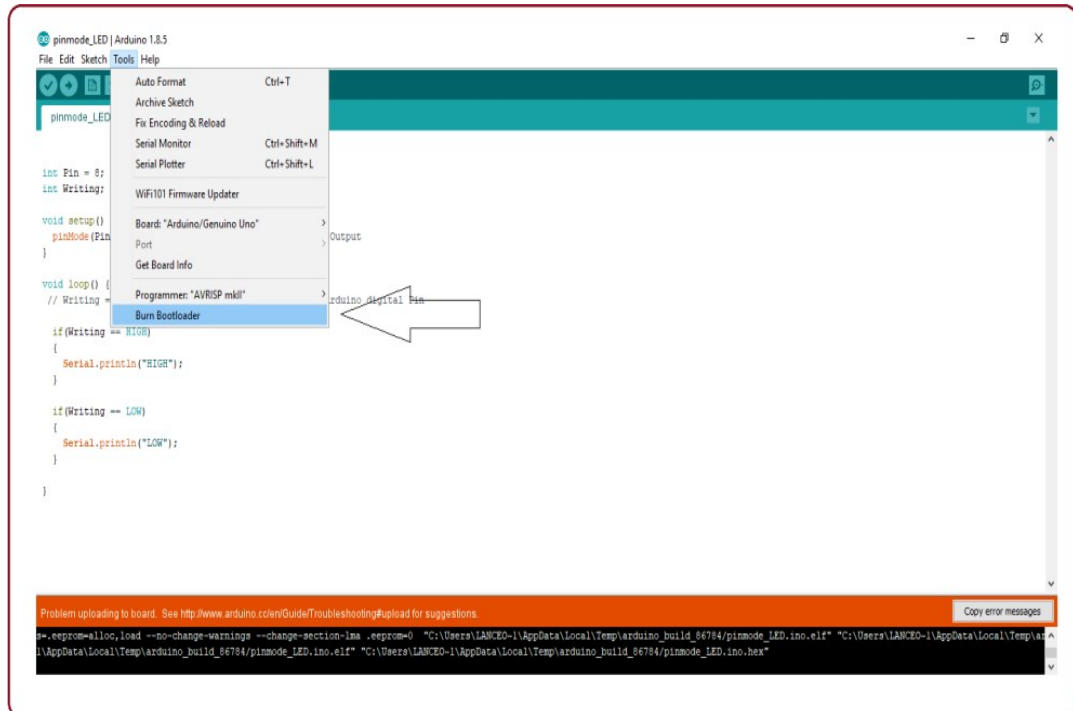 pinmode_LED | Arduino 1.8.5
File Edit Sketch Tools Help
pinmode_LED
Auto Format Ctrl+T
Archive Sketch
Fix Encoding & Reload
Serial Monitor Ctrl+Shift+M
Serial Plotter Ctrl+Shift+L
WiFi101 Firmware Updater
Board: "Arduino/Genuino Uno"
Port
Get Board Info
Programmer: "AVRISP mkII"
Burn Bootloader
int Pin = 8;
int Writing;
void setup()
pinMode(Pin Output
}
void loop() {
// Writing = rduino digital Pin
if(Writing == HIGH)
{
Serial.println("HIGH");
}
if(Writing == LOW)
{
Serial.println("LOW");
}
}
Problem uploading to board. See http://www.arduino.cc/en/Guide/Troubleshooting#upload for suggestions.
Copy error messages
s=.eeprom=alloc,load --no-change-warnings --change-section-lma .eeprom=0 "C:\Users\LANCEO~1\AppData\Local\Temp\arduino_build_86784/pinmode_LED.ino.elf" "C:\Users\LANCEO~1\AppData\Local\Temp\ar
l\AppData\Local\Temp\arduino_build_86784/pinmode_LED.ino.elf" "C:\Users\LANCEO~1\AppData\Local\Temp\arduino_build_86784/pinmode_LED.ino.hex"